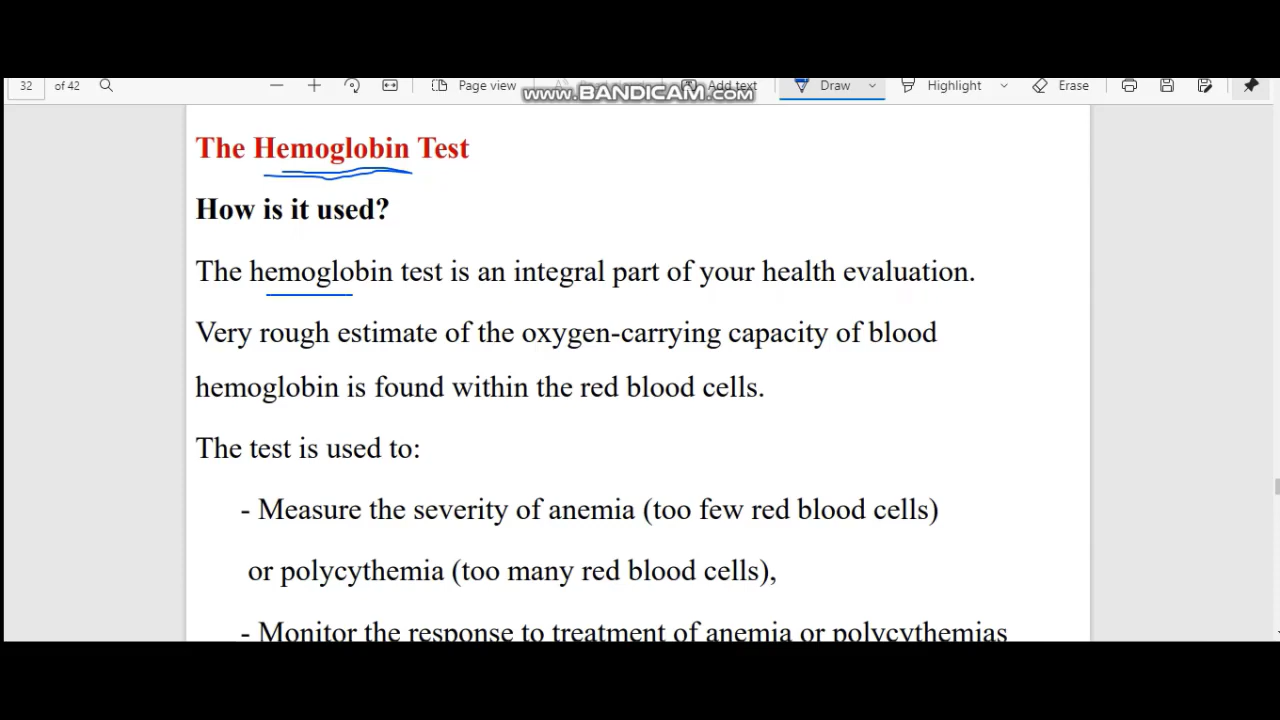 32 of 42 Page view Add text Draw Highlight Erase
www.BANDICAM.com
The Hemoglobin Test
How is it used?
The hemoglobin test is an integral part of your health evaluation.
Very rough estimate of the oxygen-carrying capacity of blood
hemoglobin is found within the red blood cells.
The test is used to:
- Measure the severity of anemia (too few red blood cells)
or polycythemia (too many red blood cells),
- Monitor the response to treatment of anemia or polycythemias